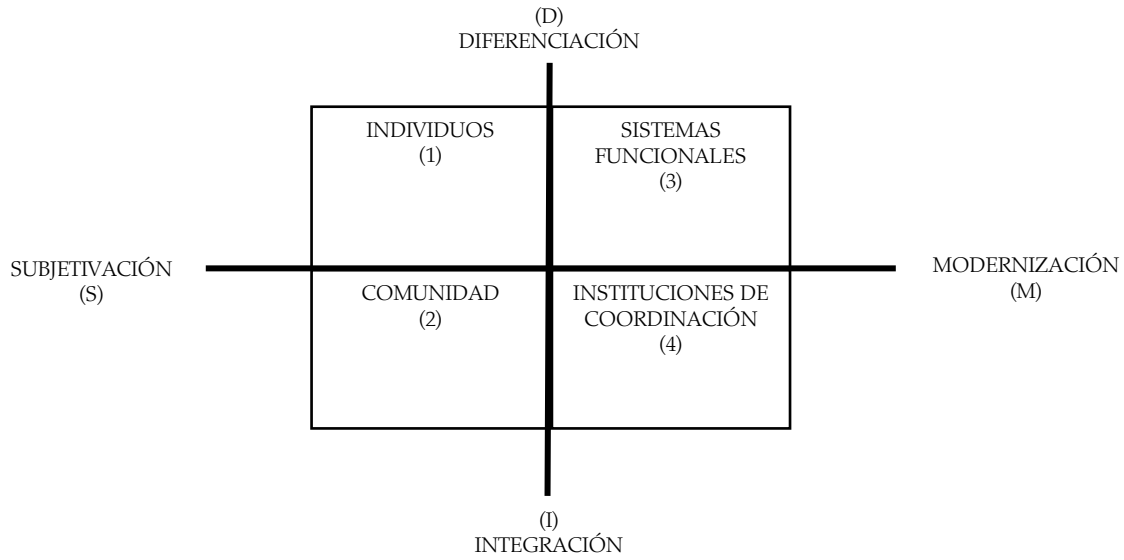 (D)
DIFERENCIACIÓN
INDIVIDUOS
(1)
SISTEMAS
FUNCIONALES
(3)
SUBJETIVACIÓN
(S)
MODERNIZACIÓN
(M)
COMUNIDAD
(2)
INSTITUCIONES DE
COORDINACIÓN
(4)
(I)
INTEGRACIÓN